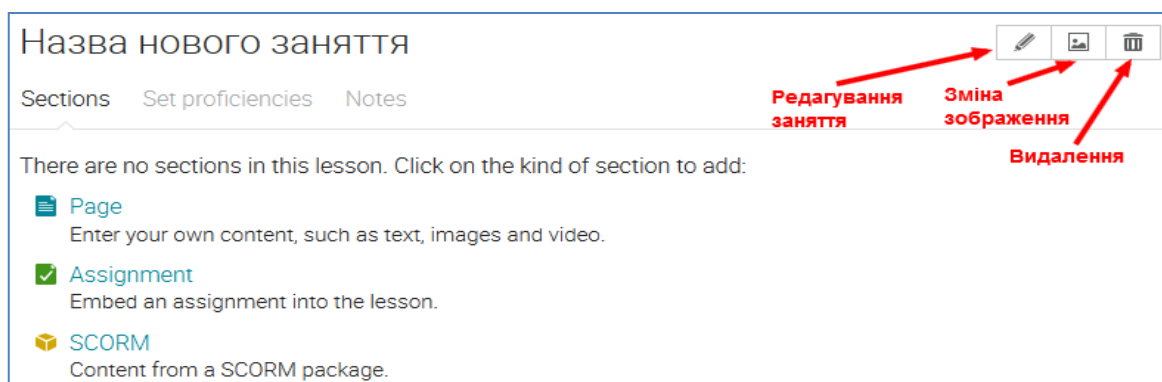 Назва нового заняття
Sections Set proficiencies Notes
Редагування
заняття
Зміна
зображення
Видалення
There are no sections in this lesson. Click on the kind of section to add:
Page
Enter your own content, such as text, images and video.
Assignment
Embed an assignment into the lesson.
SCORM
Content from a SCORM package.